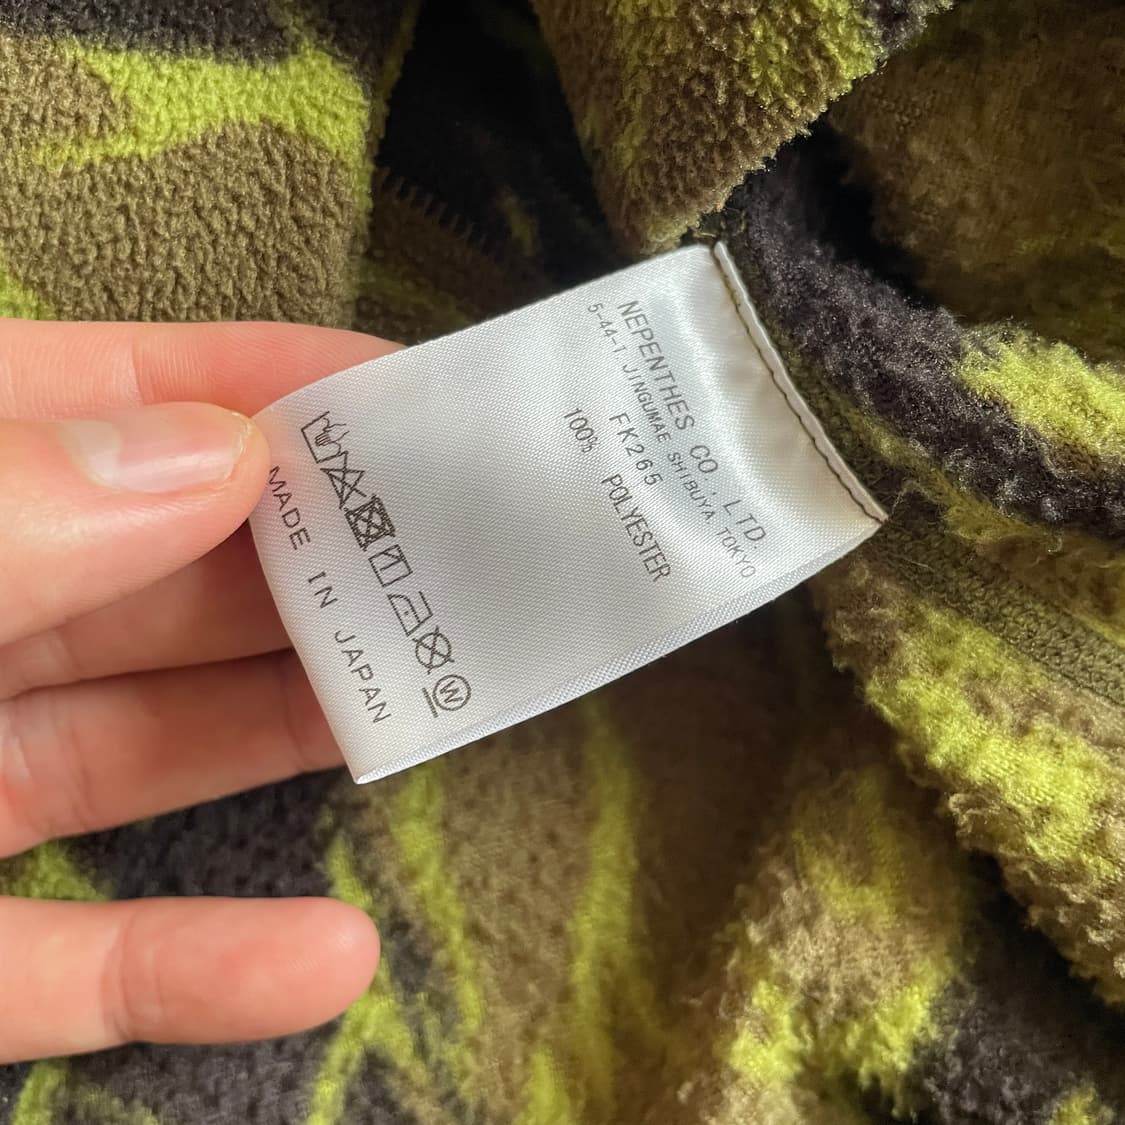 NEPENTHES CO., LTD.
5-44-1 JINGUMAE SHIBUYA, TOKYO
FK265
100% POLYESTER
W
MADE IN JAPAN